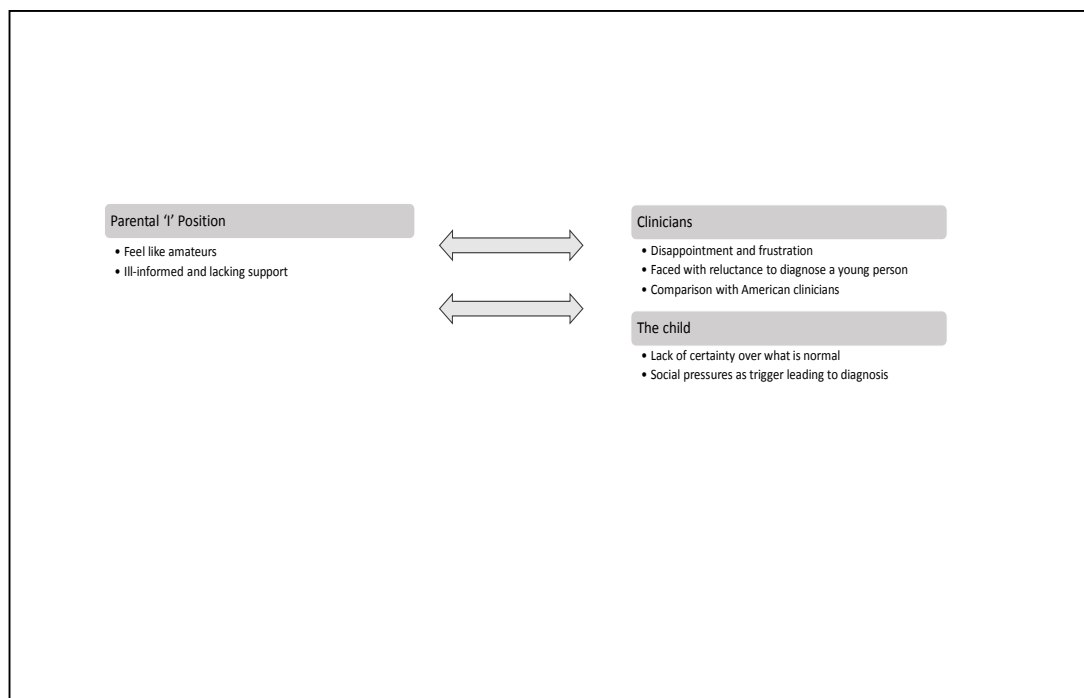 Parental ‘I’ Position
• Feel like amateurs
• Ill-informed and lacking support
Clinicians
• Disappointment and frustration
• Faced with reluctance to diagnose a young person
• Comparison with American clinicians
The child
• Lack of certainty over what is normal
• Social pressures as trigger leading to diagnosis